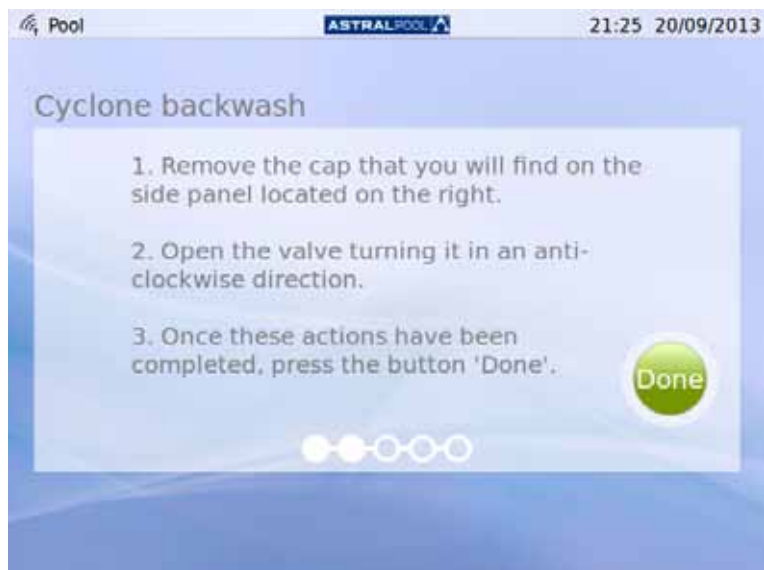 Pool ASTRALPOOL 21:25 20/09/2013
Cyclone backwash
1. Remove the cap that you will find on the
side panel located on the right.
2. Open the valve turning it in an anti-
clockwise direction.
3. Once these actions have been
completed, press the button 'Done'.
Done